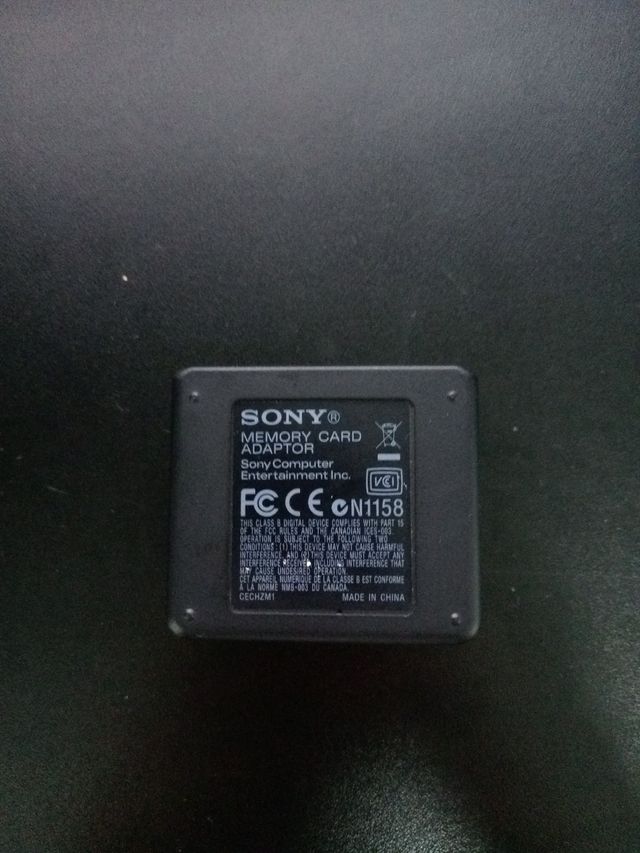 SONY®
MEMORY CARD
ADAPTOR
Sony Computer
Entertainment Inc.
VCI
FC CE N1158
THIS CLASS B DIGITAL DEVICE COMPLIES WITH PART 15
OF THE FCC RULES AND THE CANADIAN ICES-003.
OPERATION IS SUBJECT TO THE FOLLOWING TWO
CONDITIONS: (1) THIS DEVICE MAY NOT CAUSE HARMFUL
INTERFERENCE, AND (2) THIS DEVICE MUST ACCEPT ANY
INTERFERENCE RECEIVED, INCLUDING INTERFERENCE THAT
MAY CAUSE UNDESIRED OPERATION.
CET APPAREIL NUMERIQUE DE LA CLASSE B EST CONFORME
A LA NORME NMB-003 DU CANADA.
CECHZM1 MADE IN CHINA